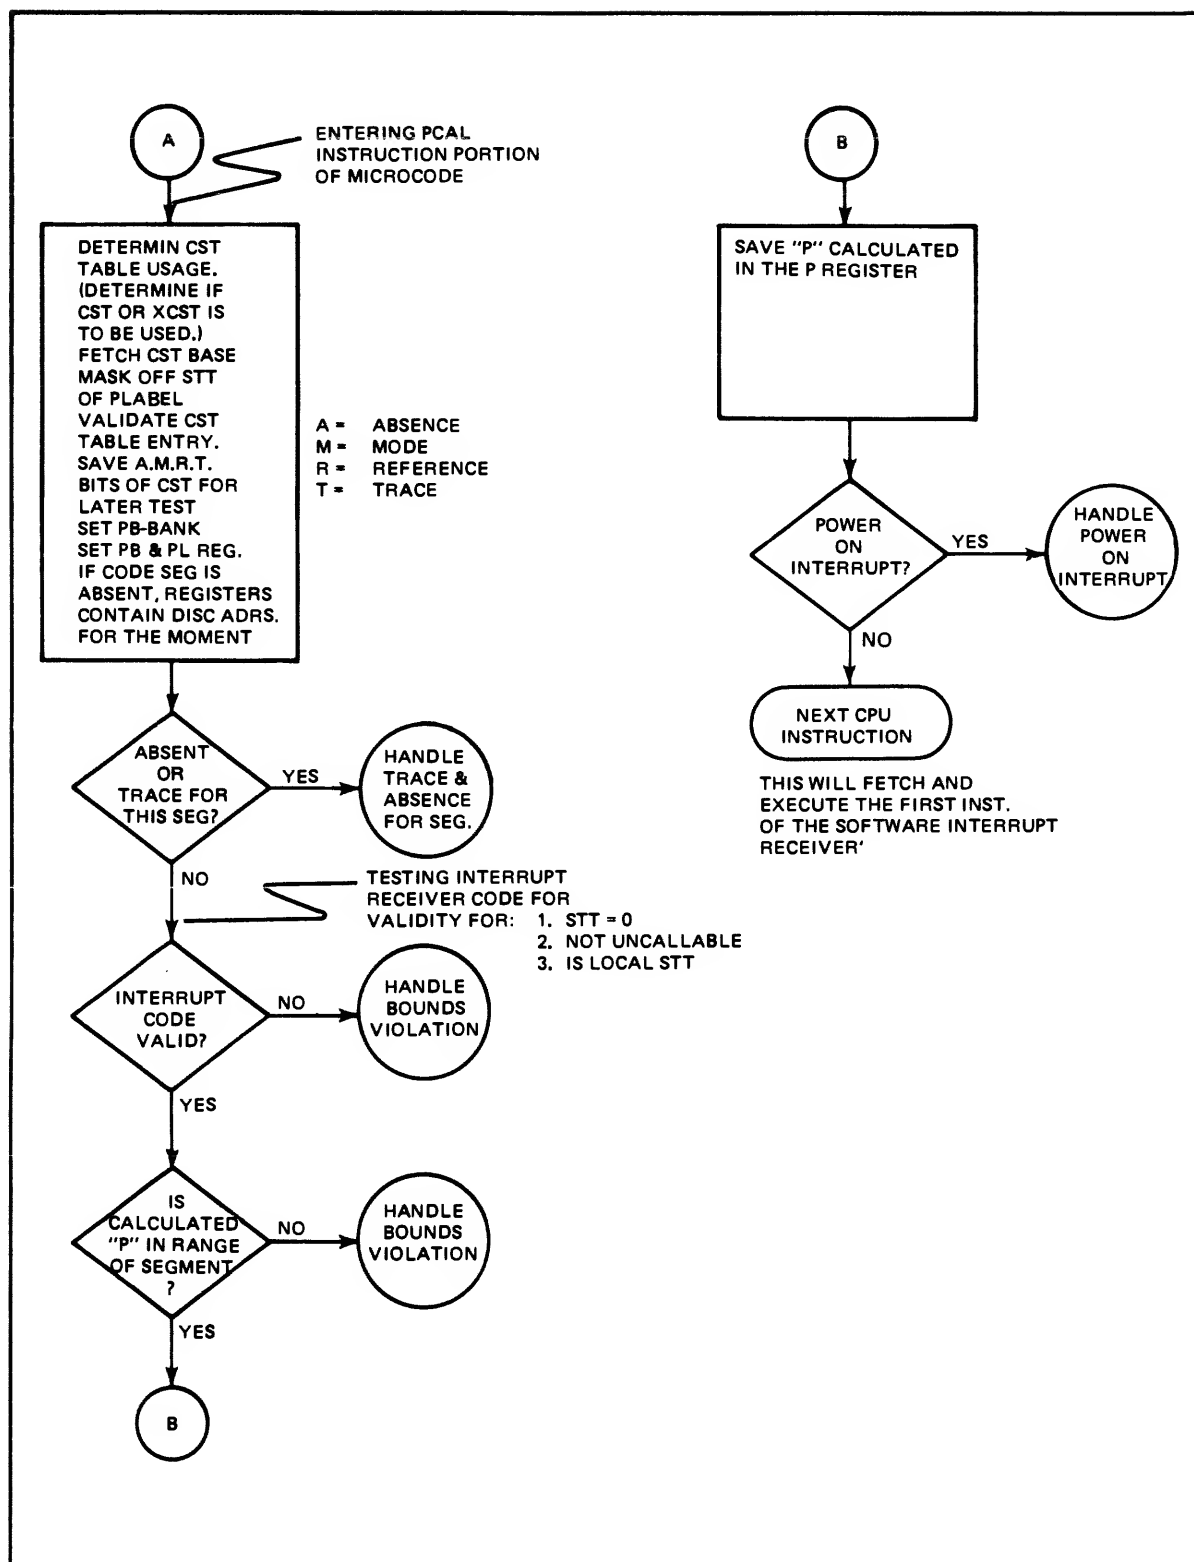 A
ENTERING PCAL
INSTRUCTION PORTION
OF MICROCODE
DETERMIN CST
TABLE USAGE.
(DETERMINE IF
CST OR XCST IS
TO BE USED.)
FETCH CST BASE
MASK OFF STT
OF PLABEL
VALIDATE CST
TABLE ENTRY.
SAVE A.M.R.T.
BITS OF CST FOR
LATER TEST
SET PB-BANK
SET PB & PL REG.
IF CODE SEG IS
ABSENT, REGISTERS
CONTAIN DISC ADRS.
FOR THE MOMENT
A = ABSENCE
M = MODE
R = REFERENCE
T = TRACE
ABSENT
OR
TRACE FOR
THIS SEG?
YES
HANDLE
TRACE &
ABSENCE
FOR SEG.
NO
TESTING INTERRUPT
RECEIVER CODE FOR
VALIDITY FOR: 1. STT = 0
2. NOT UNCALLABLE
3. IS LOCAL STT
INTERRUPT
CODE
VALID?
NO
HANDLE
BOUNDS
VIOLATION
YES
IS
CALCULATED
"P" IN RANGE
OF SEGMENT
?
NO
HANDLE
BOUNDS
VIOLATION
YES
B
B
SAVE "P" CALCULATED
IN THE P REGISTER
POWER
ON
INTERRUPT?
YES
HANDLE
POWER
ON
INTERRUPT
NO
NEXT CPU
INSTRUCTION
THIS WILL FETCH AND
EXECUTE THE FIRST INST.
OF THE SOFTWARE INTERRUPT
RECEIVER'